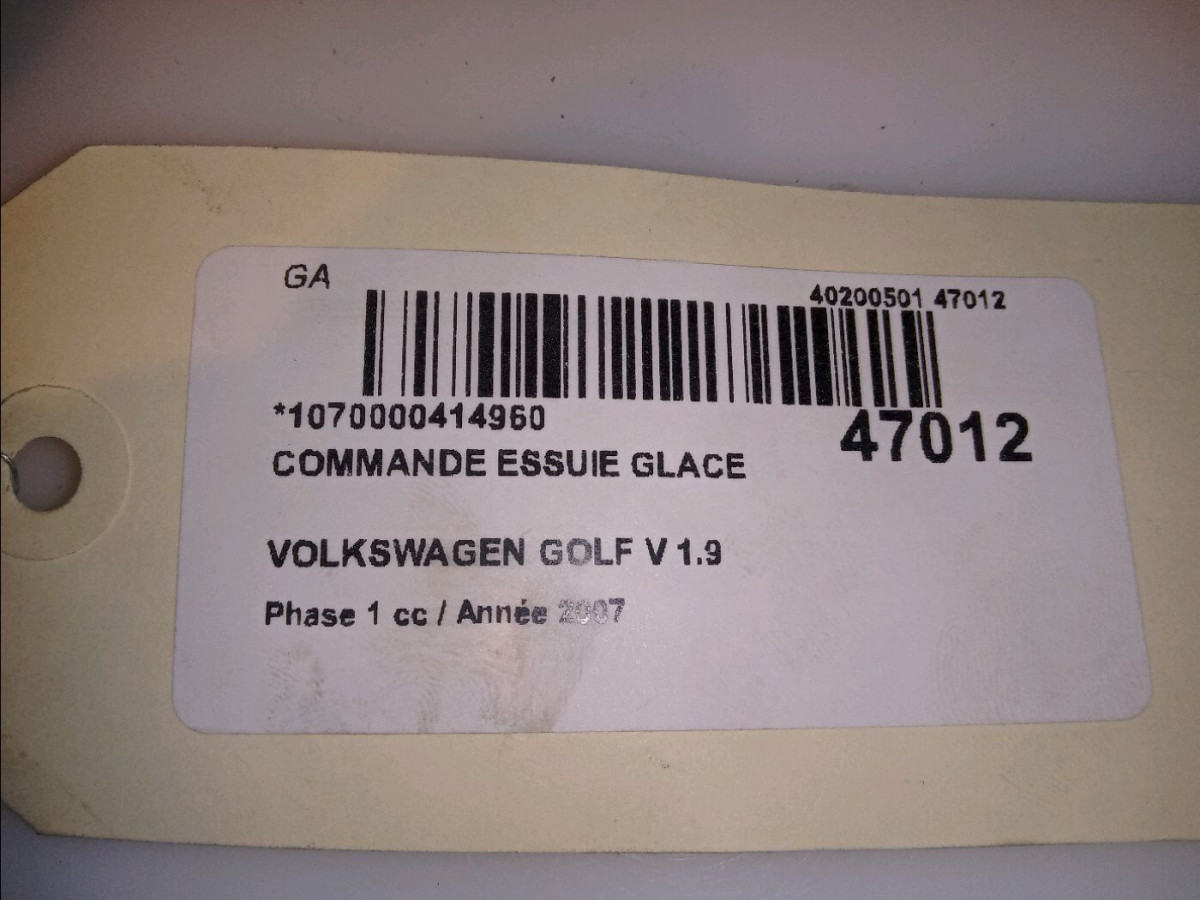 GA
40200501 47012
*1070000414960
47012
COMMANDE ESSUIE GLACE
VOLKSWAGEN GOLF V 1.9
Phase 1 cc / Année 2007